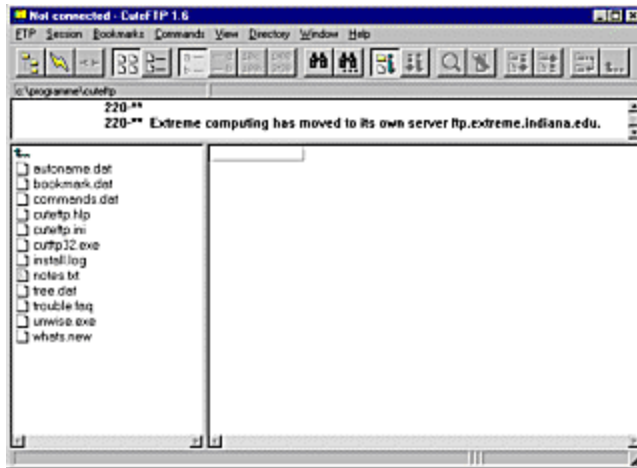 Not connected - CuteFTP 1.6
FTP Session Bookmarks Commands View Directory Window Help
c:\programme\cuteftp
220-**
220-** Extreme computing has moved to its own server ftp.extreme.indiana.edu.
autoname.dat
bookmark.dat
commands.dat
cuteftp.hlp
cuteftp.ini
cutftp32.exe
install.log
notes.txt
tree.dat
trouble.faq
unwise.exe
whats.new